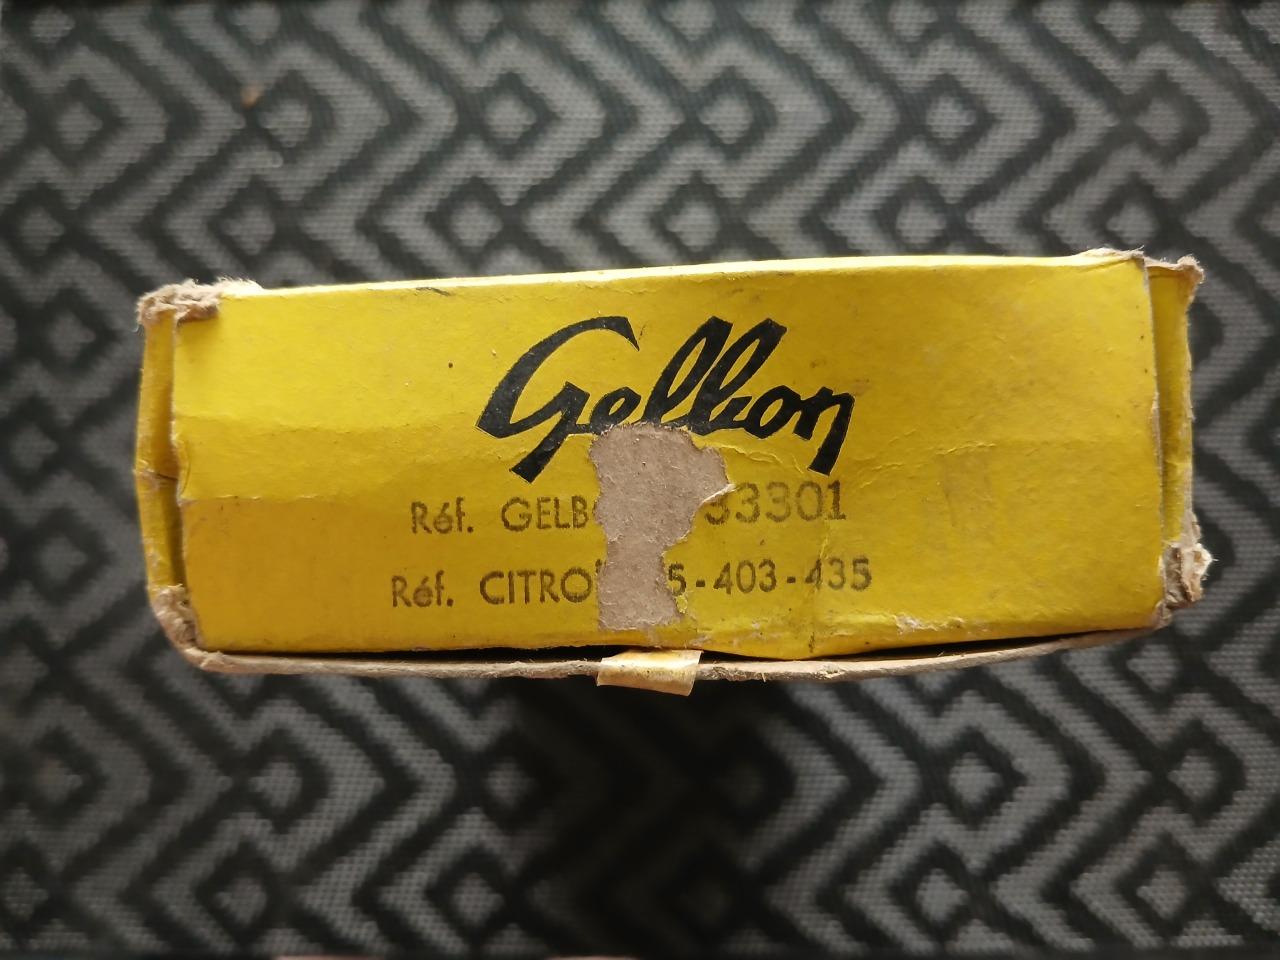 Gelbon
Réf. GELB 33301
Réf. CITRO 5-403-435